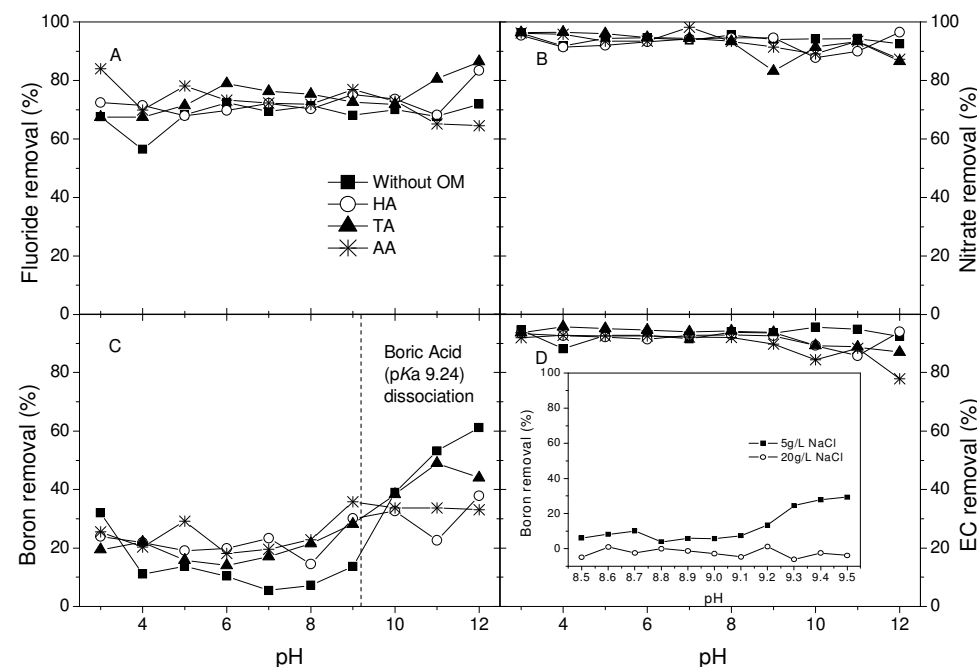 100
80
60
40
20
0
Fluoride removal (%)
A
Without OM
HA
TA
AA
B
100
80
60
40
20
0
Nitrate removal (%)
80
60
40
20
0
Boron removal (%)
C
Boric Acid
(pKa 9.24)
dissociation
4 6 8 10 12
pH
D
100
80
60
40
20
0
Boron removal (%)
5g/L NaCl
20g/L NaCl
8.5 8.6 8.7 8.8 8.9 9.0 9.1 9.2 9.3 9.4 9.5
pH
80
60
40
20
0
EC removal (%)
4 6 8 10 12
pH